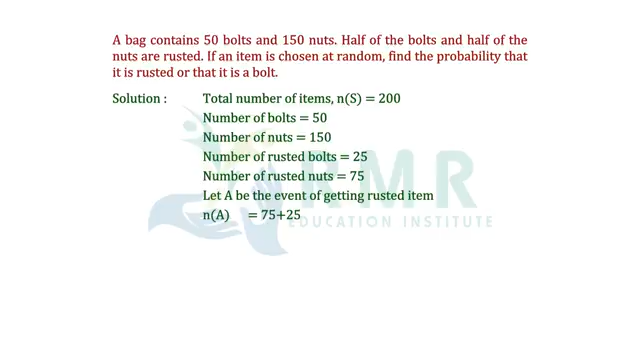 A bag contains 50 bolts and 150 nuts. Half of the bolts and half of the
nuts are rusted. If an item is chosen at random, find the probability that
it is rusted or that it is a bolt.
Solution : Total number of items, n(S) = 200
Number of bolts = 50
Number of nuts = 150
Number of rusted bolts = 25
Number of rusted nuts = 75
Let A be the event of getting rusted item
n(A) = 75+25
RMR
EDUCATION INSTITUTE